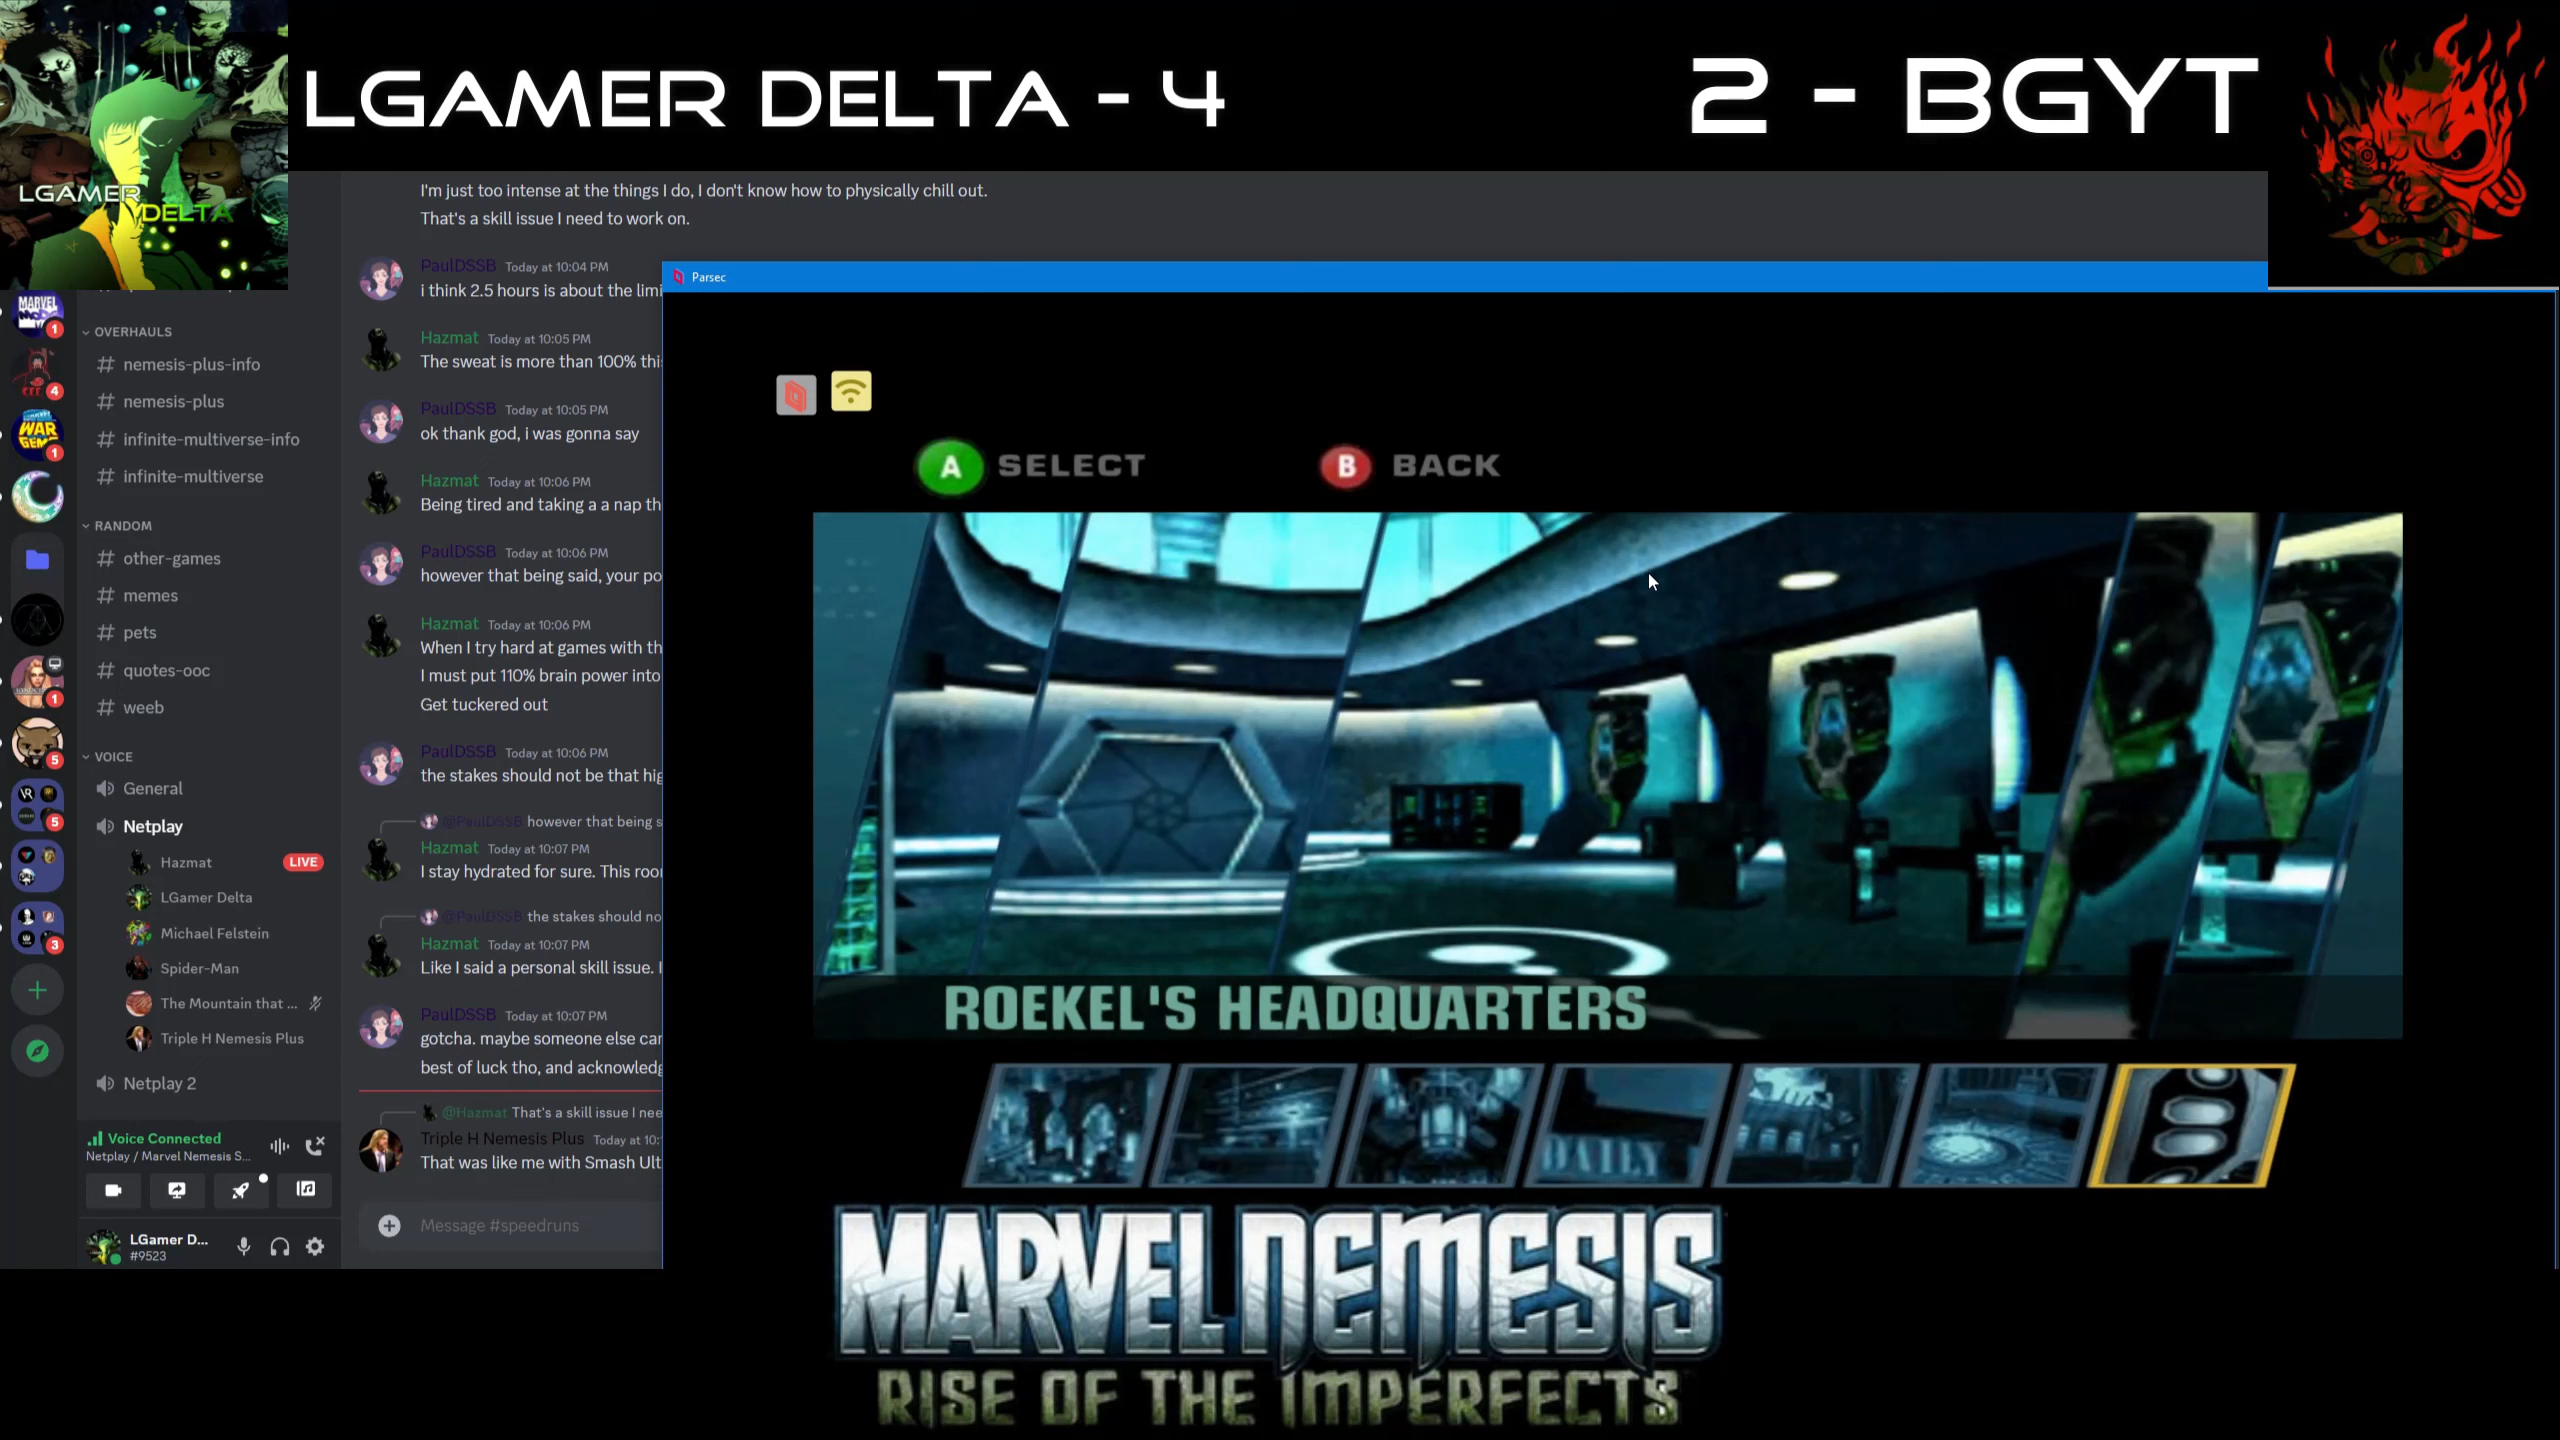 LGAMER DELTA - 4
2 - BGYT
LGAMER
DELTA
I'm just too intense at the things I do, I don't know how to physically chill out.
That's a skill issue I need to work on.
PaulDSSB Today at 10:04 PM
i think 2.5 hours is about the limi
Parsec
MARVEL
1
OVERHAULS
Hazmat Today at 10:05 PM
The sweat is more than 100% thi
# nemesis-plus-info
4
# nemesis-plus
PaulDSSB Today at 10:05 PM
ok thank god, i was gonna say
WAR
1
# infinite-multiverse-info
A SELECT
B BACK
# infinite-multiverse
Hazmat Today at 10:06 PM
Being tired and taking a a nap th
RANDOM
# other-games
PaulDSSB Today at 10:06 PM
however that being said, your po
# memes
# pets
Hazmat Today at 10:06 PM
When I try hard at games with th
I must put 110% brain power into
Get tuckered out
# quotes-ooc
1
# weeb
VOICE
5
PaulDSSB Today at 10:06 PM
the stakes should not be that hig
General
5
Netplay
@PaulDSSB however that being s
Hazmat Today at 10:07 PM
I stay hydrated for sure. This roo
Hazmat LIVE
LGamer Delta
@PaulDSSB the stakes should no
Hazmat Today at 10:07 PM
Like I said a personal skill issue. I
Michael Felstein
3
Spider-Man
The Mountain that ...
PaulDSSB Today at 10:07 PM
gotcha. maybe someone else car
best of luck tho, and acknowledg
Triple H Nemesis Plus
Netplay 2
ROEKEL'S HEADQUARTERS
@Hazmat That's a skill issue I nee
Triple H Nemesis Plus Today at 10:
That was like me with Smash Ult
DAILY
Voice Connected
Netplay / Marvel Nemesis S...
Message #speedruns
LGamer D...
#9523
MARVEL NEMESIS
RISE OF THE IMPERFECTS